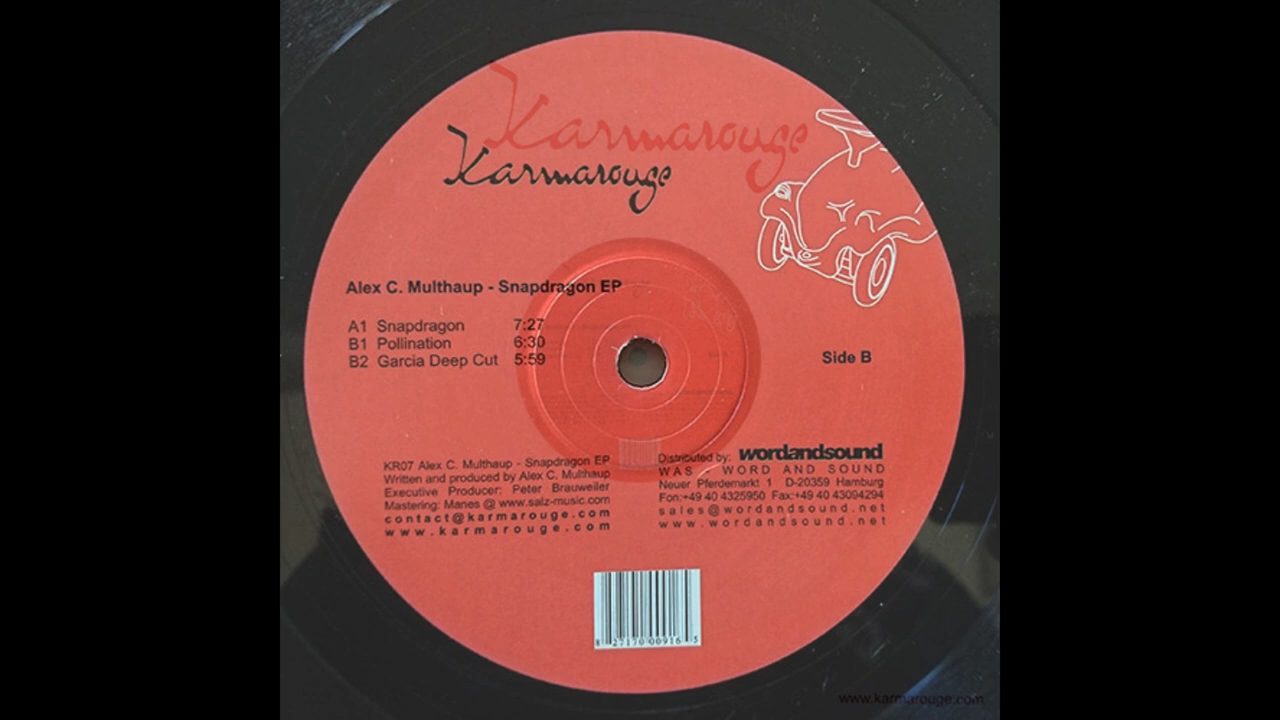 Karmarouge
Karmarouge
Alex C. Multhaup - Snapdragon EP
A1 Snapdragon 7:27
B1 Pollination 6:30
B2 Garcia Deep Cut 5:59
Side B
KR07 Alex C. Multhaup - Snapdragon EP
Written and produced by Alex C. Multhaup
Executive Producer: Peter Brauweiler
Mastering: Manes @ www.salz-music.com
contact@karmarouge.com
www.karmarouge.com
Distributed by: wordandsound
WAS - WORD AND SOUND
Neuer Pferdemarkt 1 D-20359 Hamburg
Fon:+49 40 4325950 Fax:+49 40 43094294
sales@wordandsound.net
www.wordandsound.net
8 27170 00916 5
www.karmarouge.com